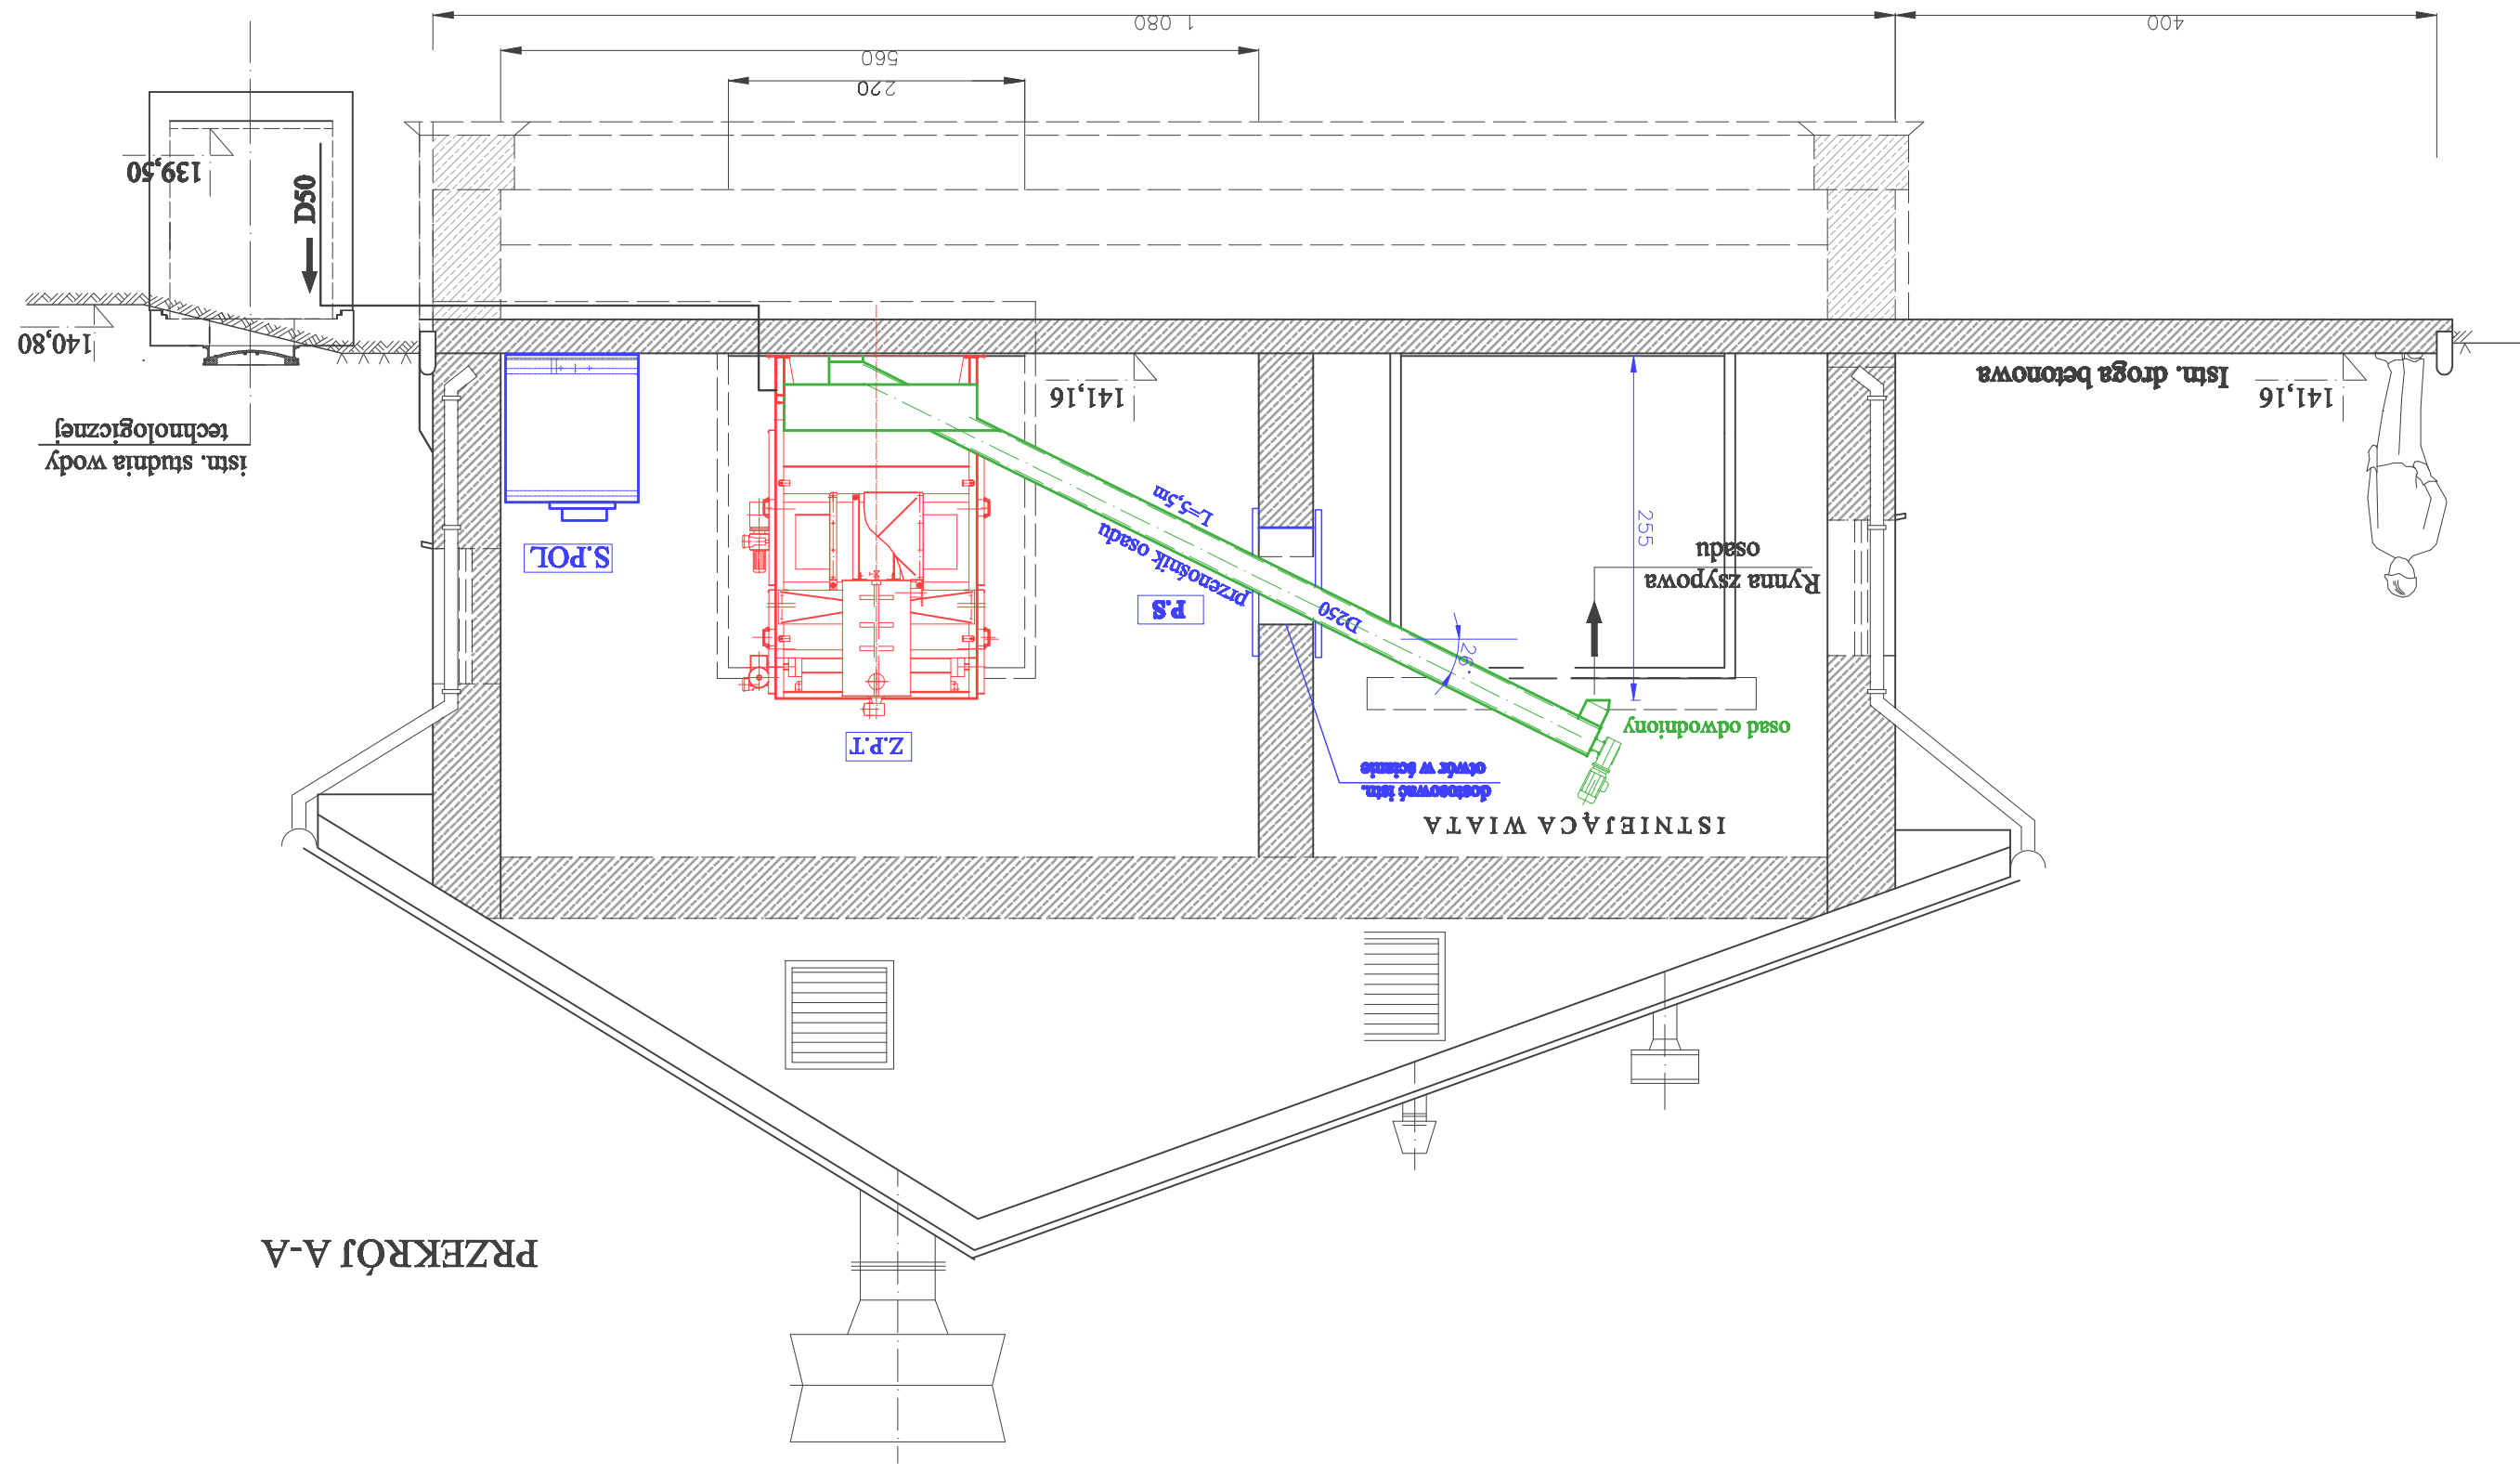 PRZEKRÓJ A-A
ISTNIEJĄCA WIATA
dostosować istn.
otwór w ścianie
Z.P.T
osad odwodniony
26°
D250
P.S
Rynna zsypowa
osadu
S.POL
przenośnik osadu
L=5,5m
255
istn. studnia wody
technologicznej
141,16
Istn. droga betonowa
141,16
140,80
D50
139,50
220
560
400
1 080